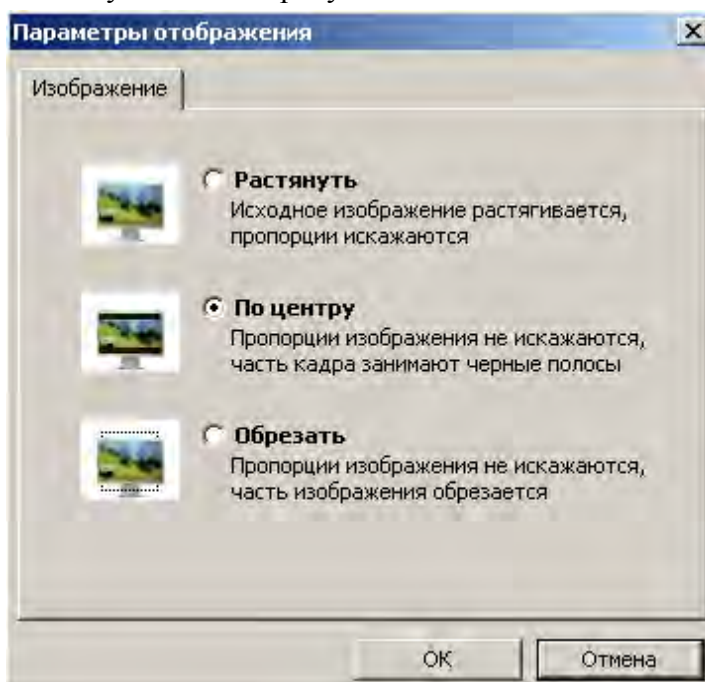 Параметры отображения
Изображение
Растянуть
Исходное изображение растягивается,
пропорции искажаются
По центру
Пропорции изображения не искажаются,
часть кадра занимают черные полосы
Обрезать
Пропорции изображения не искажаются,
часть изображения обрезается
OK
Отмена